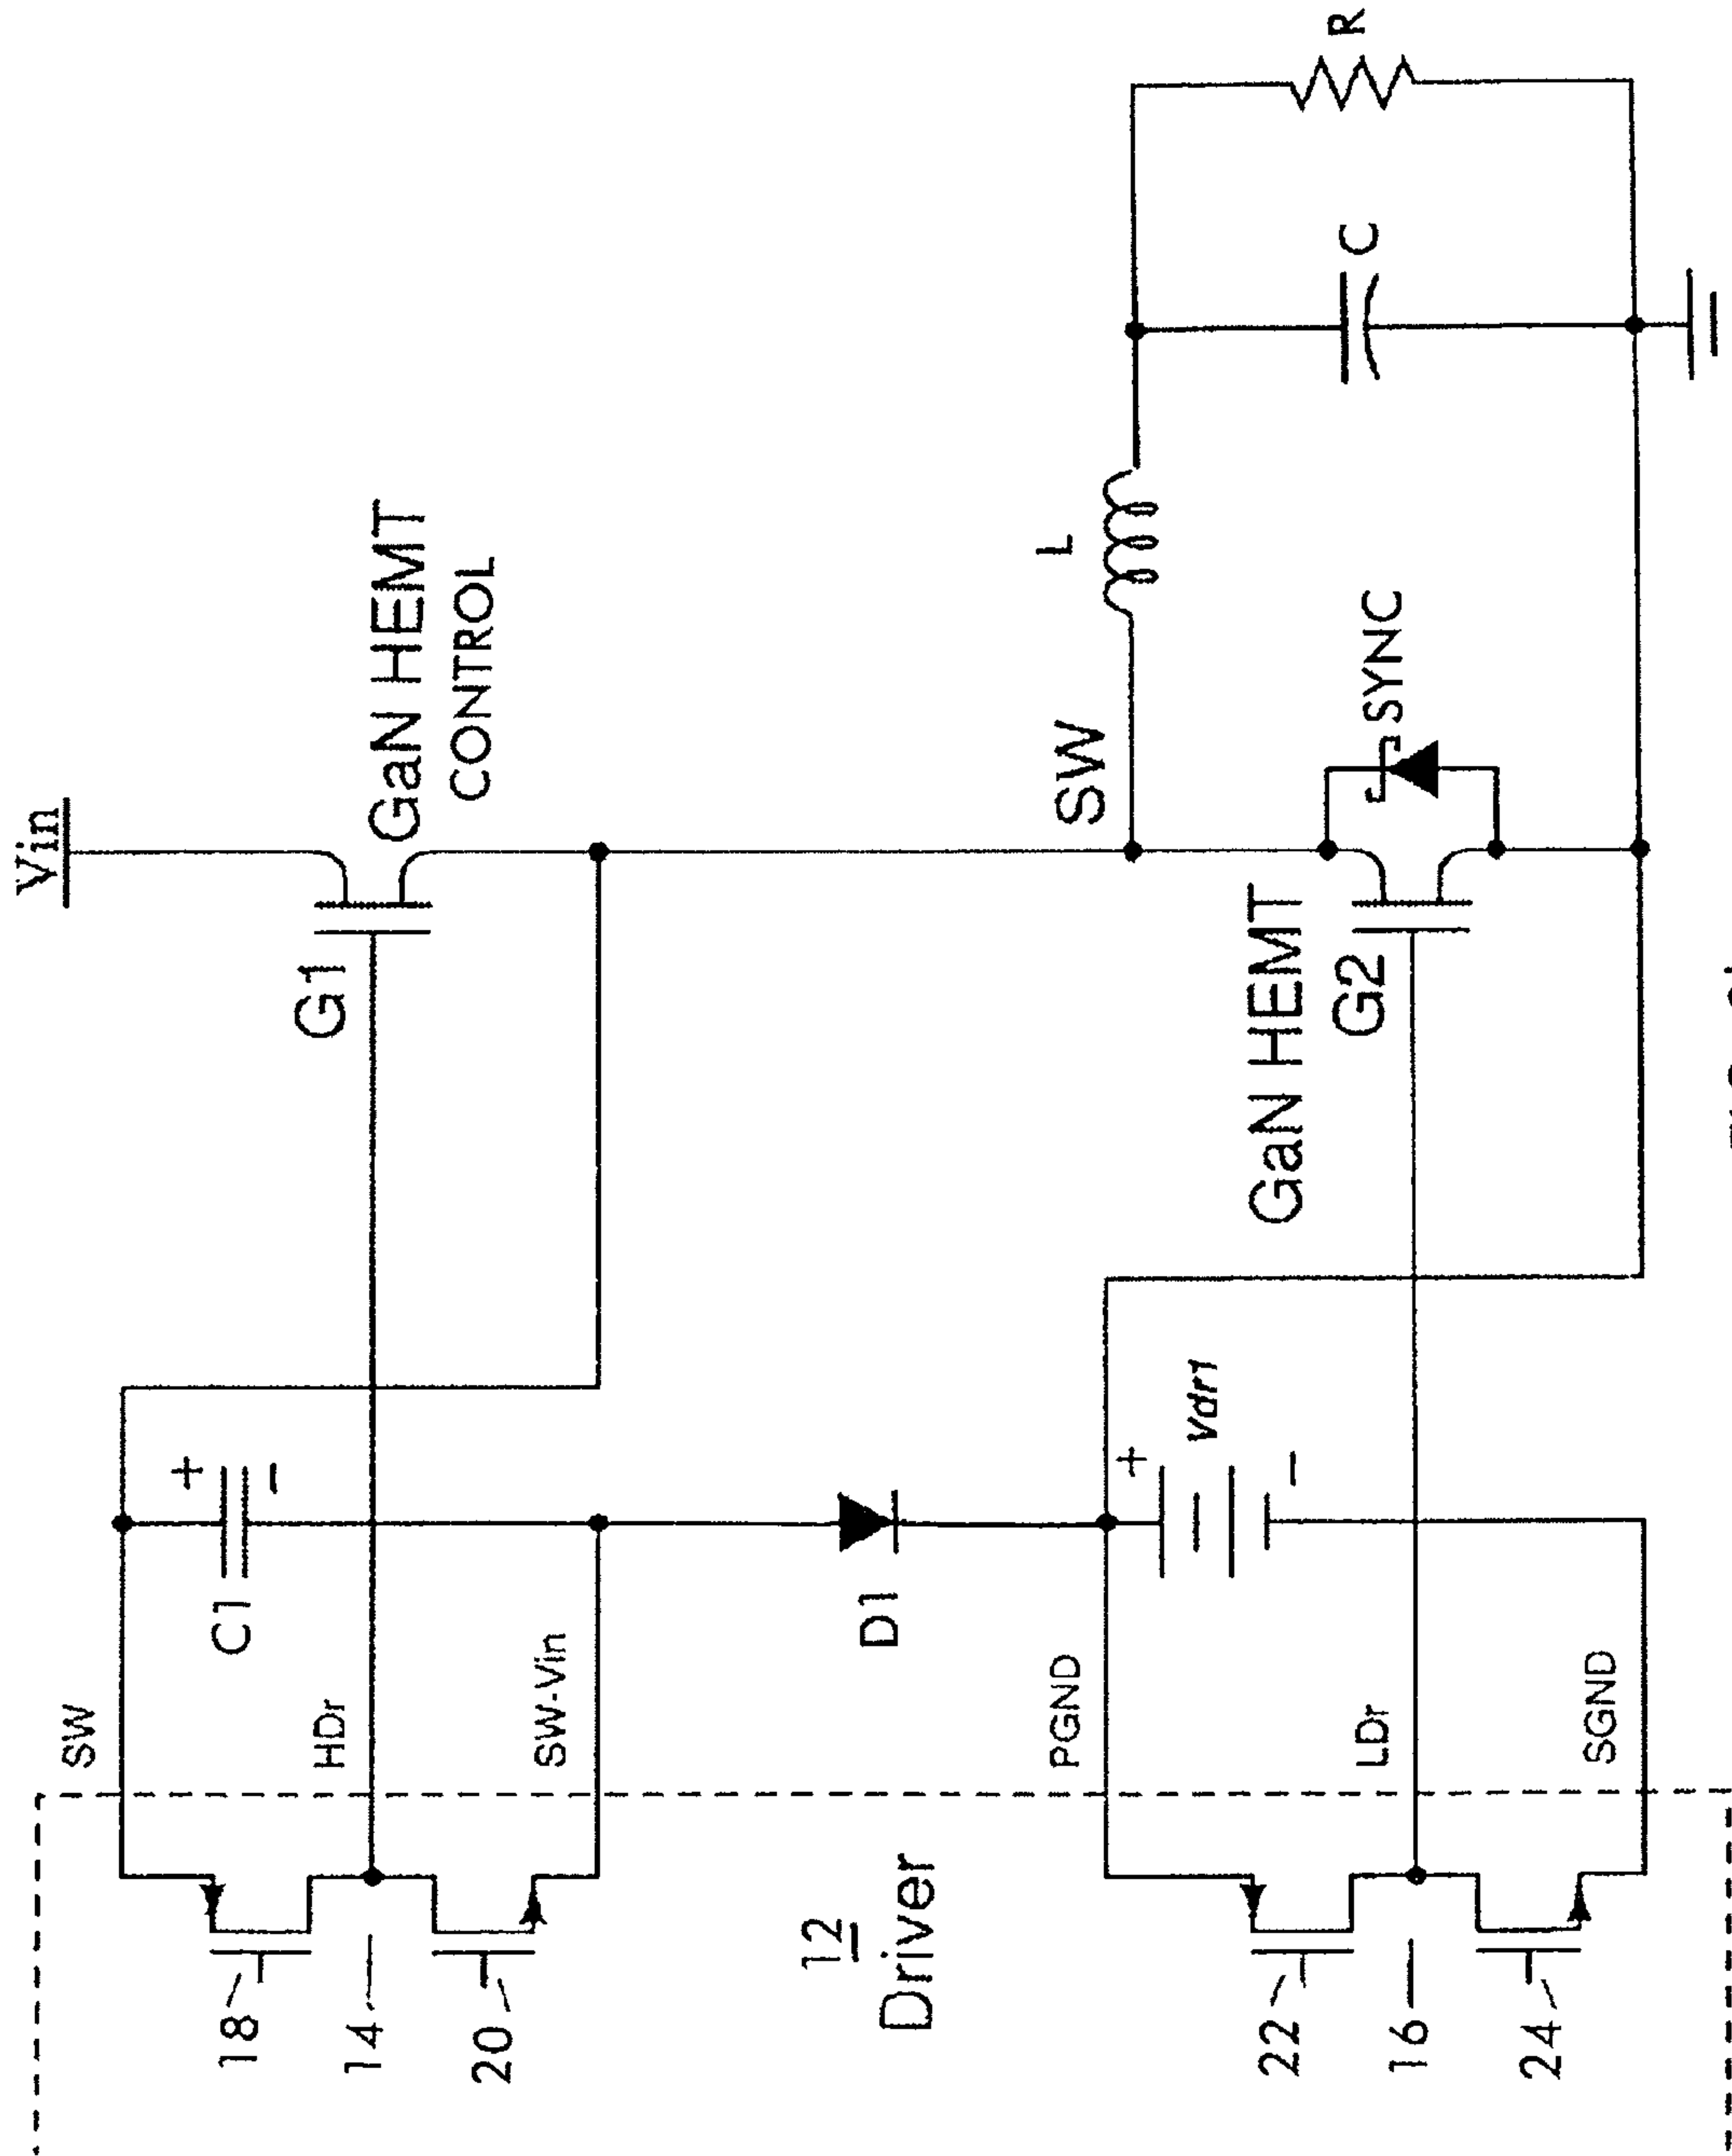 Vin
G1
GaN HEMT
CONTROL
SW
C1
+
−
HDr
SW-Vin
18
14
20
D1
12
Driver
SW
L
C
R
GaN HEMT
G2
SYNC
PGND
+
Vdr1
−
LDr
SGND
22
16
24